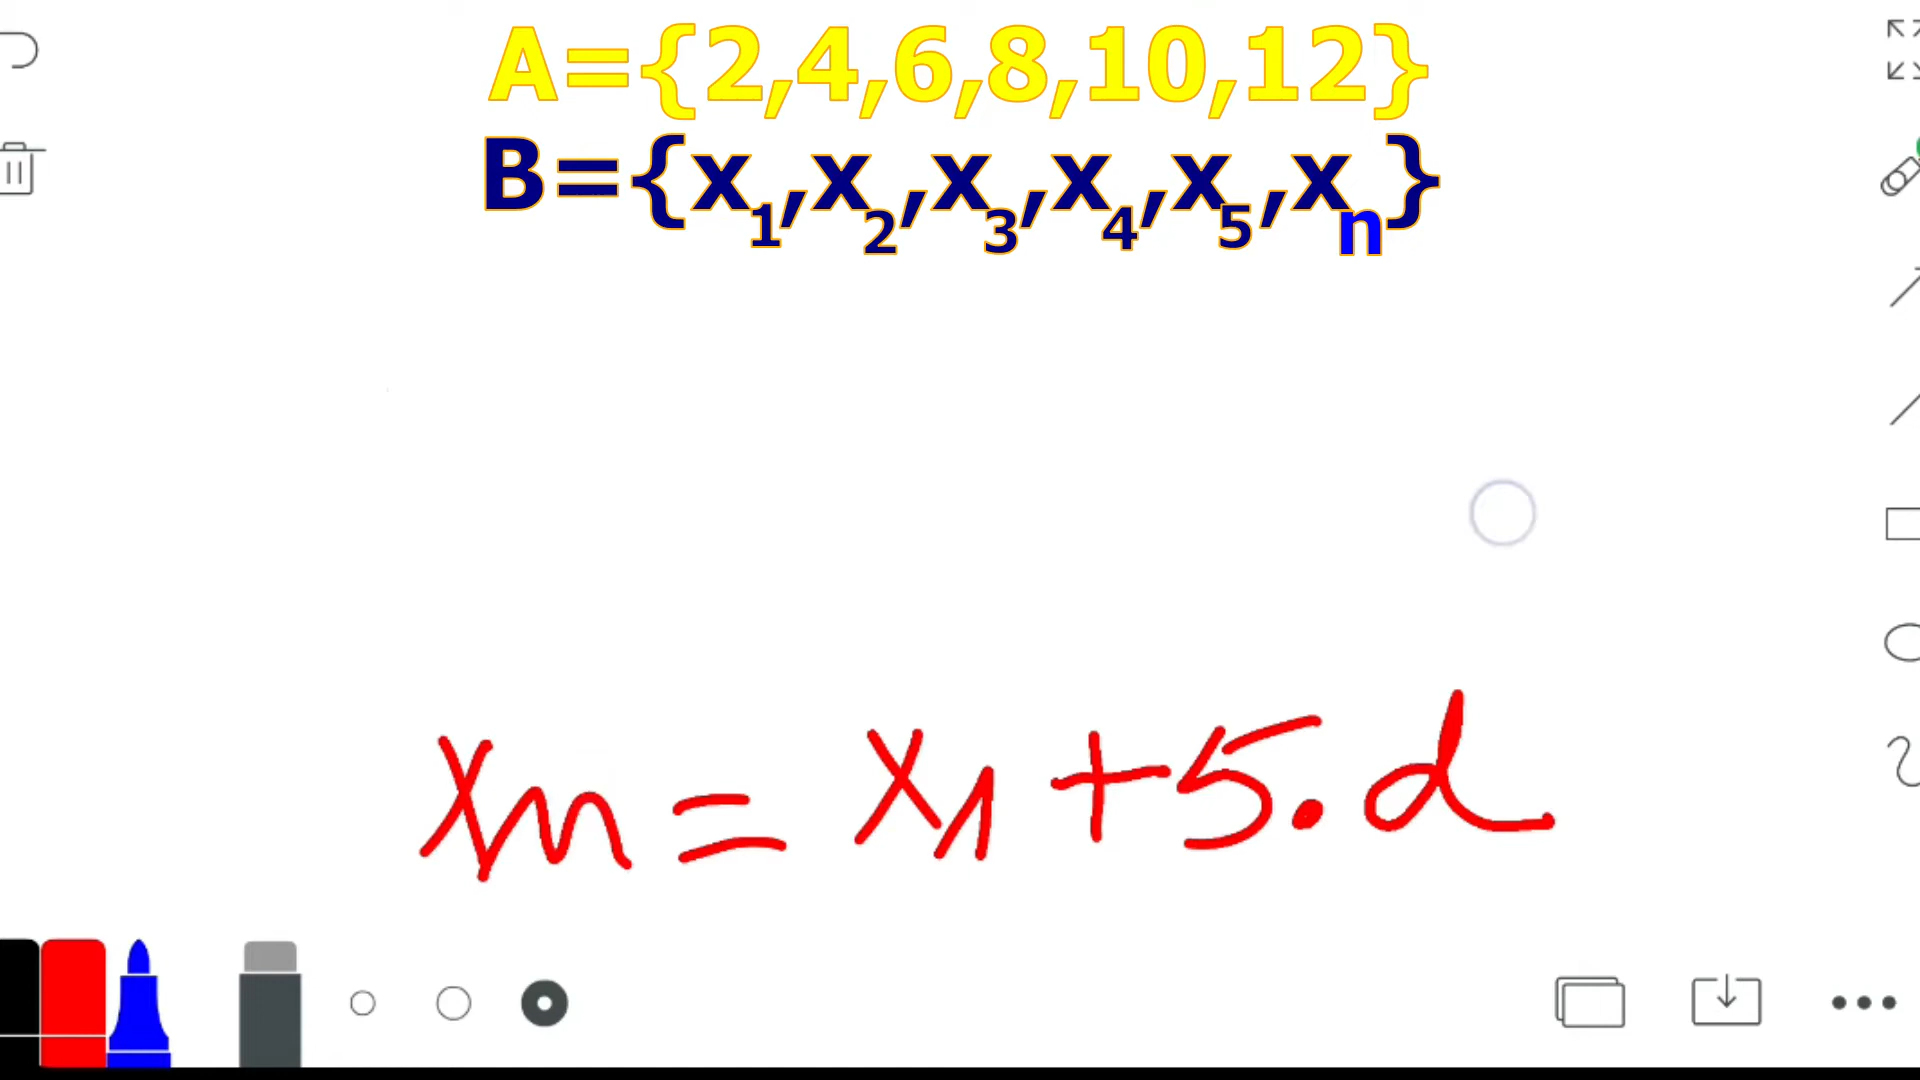 A={2,4,6,8,10,12}
B={x₁,x₂,x₃,x₄,x₅,xₙ}
xn = x1 +5.d